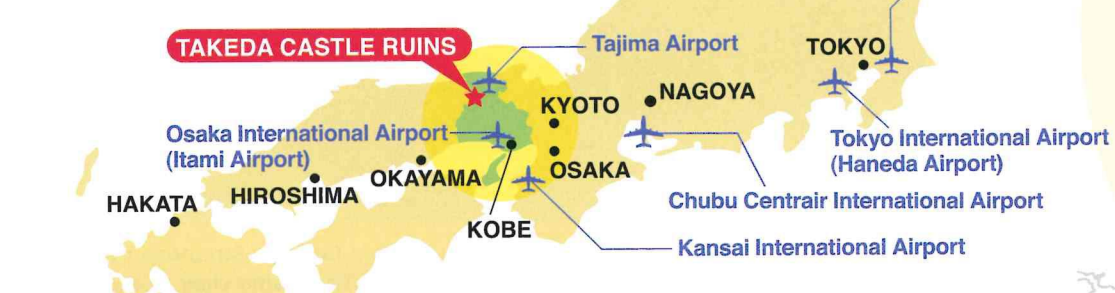 TAKEDA CASTLE RUINS
Tajima Airport
TOKYO
KYOTO
NAGOYA
Osaka International Airport
(Itami Airport)
Tokyo International Airport
(Haneda Airport)
OKAYAMA
OSAKA
HIROSHIMA
HAKATA
Chubu Centrair International Airport
KOBE
Kansai International Airport